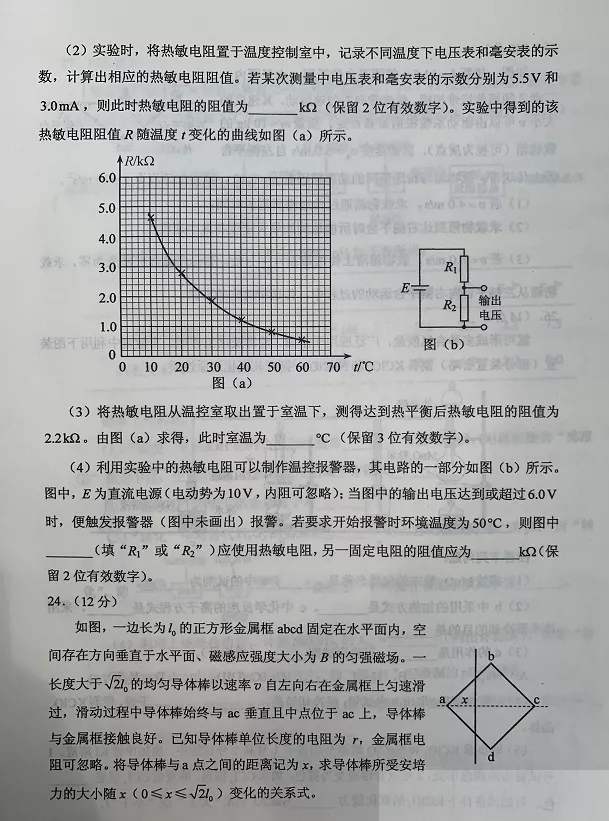 （2）实验时，将热敏电阻置于温度控制室中，记录不同温度下电压表和毫安表的示
数，计算出相应的热敏电阻阻值。若某次测量中电压表和毫安表的示数分别为5.5V和
3.0mA，则此时热敏电阻的阻值为______kΩ（保留2位有效数字）。实验中得到的该
热敏电阻阻值R随温度t变化的曲线如图（a）所示。
R/kΩ
6.0
5.0
4.0
3.0
2.0
1.0
0
0 10 20 30 40 50 60 70 t/℃
图（a）
E
R₁
R₂
输出
电压
图（b）
（3）将热敏电阻从温控室取出置于室温下，测得达到热平衡后热敏电阻的阻值为
2.2kΩ。由图（a）求得，此时室温为______℃（保留3位有效数字）。
（4）利用实验中的热敏电阻可以制作温控报警器，其电路的一部分如图（b）所示。
图中，E为直流电源（电动势为10V，内阻可忽略）；当图中的输出电压达到或超过6.0V
时，便触发报警器（图中未画出）报警。若要求开始报警时环境温度为50℃，则图中
______（填“R₁”或“R₂”）应使用热敏电阻，另一固定电阻的阻值应为______kΩ（保
留2位有效数字）。
24.（12分）
如图，一边长为l₀的正方形金属框abcd固定在水平面内，空
间存在方向垂直于水平面、磁感应强度大小为B的匀强磁场。一
长度大于√2l₀的均匀导体棒以速率v自左向右在金属框上匀速滑
过，滑动过程中导体棒始终与ac垂直且中点位于ac上，导体棒
与金属框接触良好。已知导体棒单位长度的电阻为r，金属框电
阻可忽略。将导体棒与a点之间的距离记为x，求导体棒所受安培
力的大小随x（0≤x≤√2l₀）变化的关系式。
b
a
x
c
d